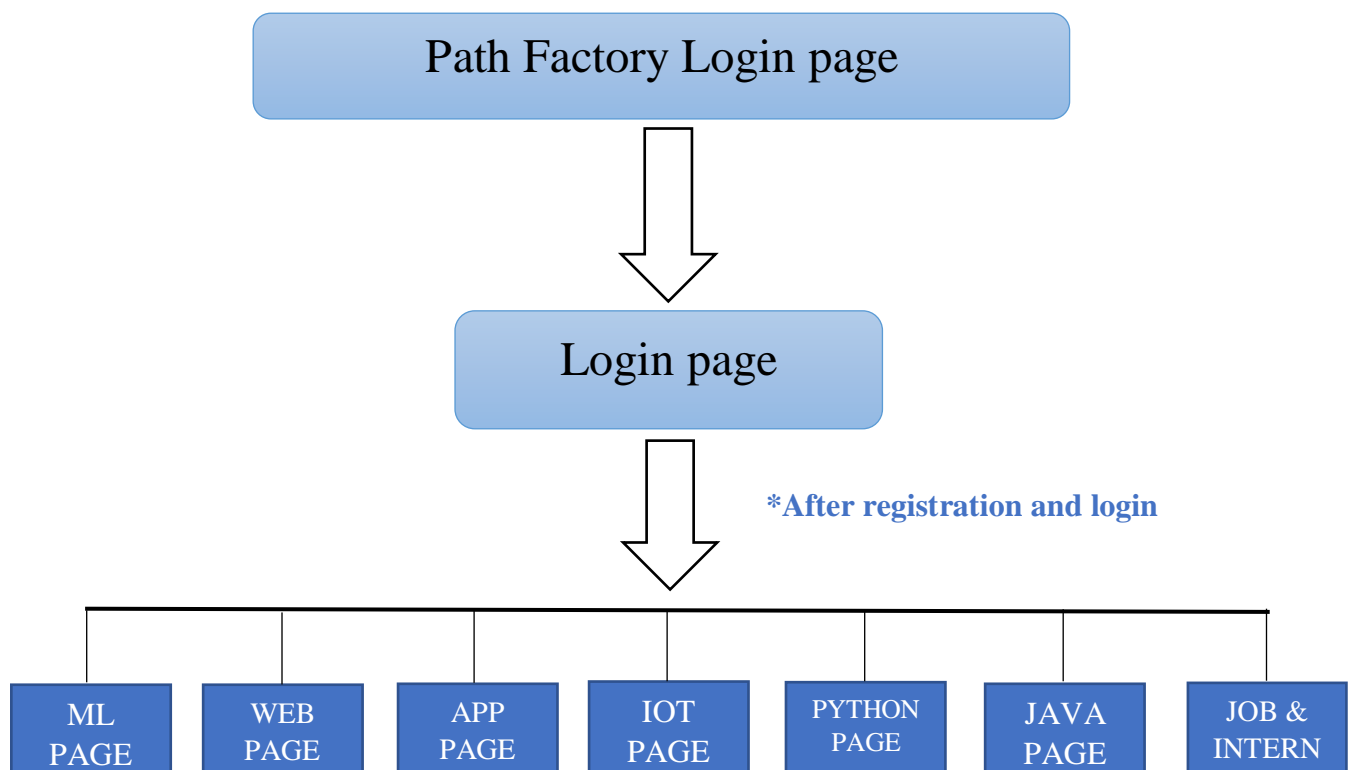 Path Factory Login page
Login page
*After registration and login
ML
PAGE
WEB
PAGE
APP
PAGE
IOT
PAGE
PYTHON
PAGE
JAVA
PAGE
JOB &
INTERN